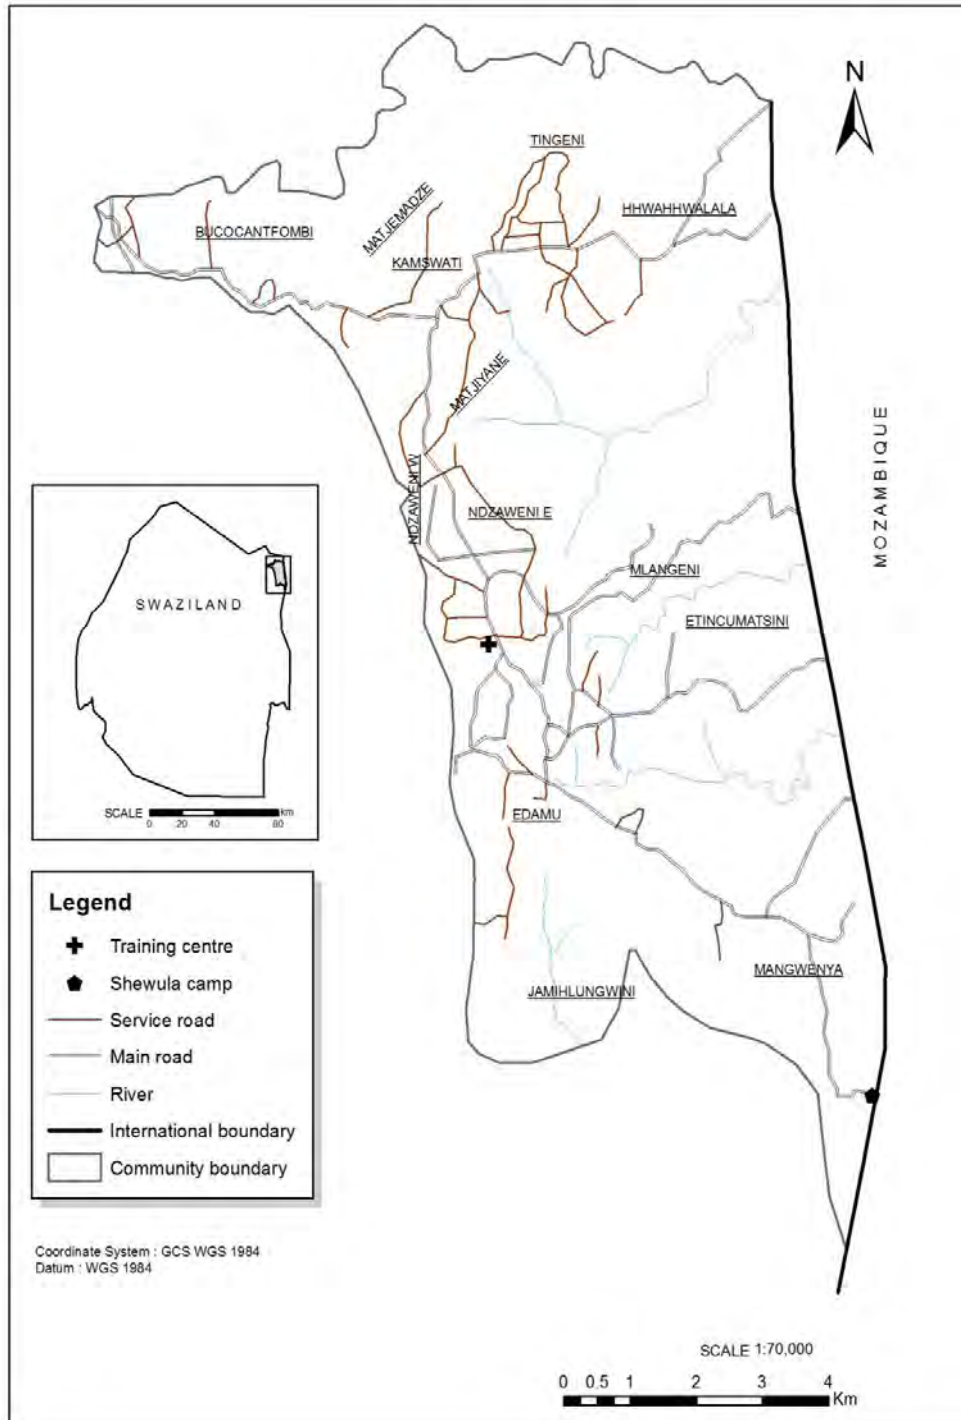 N
TINGENI
MATJEMADZE
HHWAHHWALALA
BUCOCANTFOMBI
KAMSWATI
MATJIYANE
MOZAMBIQUE
NDZAWENI W
NDZAWENI E
MLANGENI
SWAZILAND
ETINCUMATSINI
SCALE
km
0 20 40 80
EDAMU
Legend
Training centre
Shewula camp
Service road
Main road
River
International boundary
Community boundary
MANGWENYA
JAMIHLUNGWINI
Coordinate System : GCS WGS 1984
Datum : WGS 1984
SCALE 1:70,000
0 0.5 1 2 3 4
Km